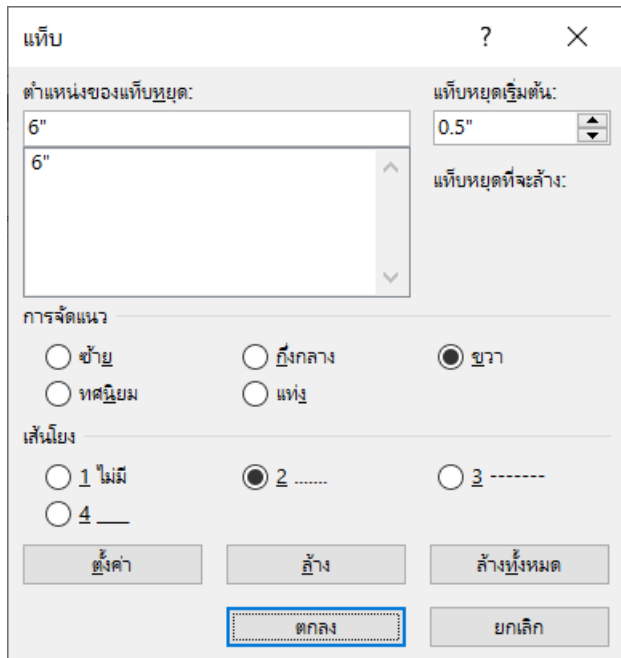 แท็บ ?
ตำแหน่งของแท็บหยุด: แท็บหยุดเริ่มต้น:
6" 0.5"
6"
แท็บหยุดที่จะล้าง:
การจัดแนว
ซ้าย กึ่งกลาง ขวา
ทศนิยม แท่ง
เส้นโยง
1 ไม่มี 2 ....... 3 -------
4 ___
ตั้งค่า ล้าง ล้างทั้งหมด
ตกลง ยกเลิก